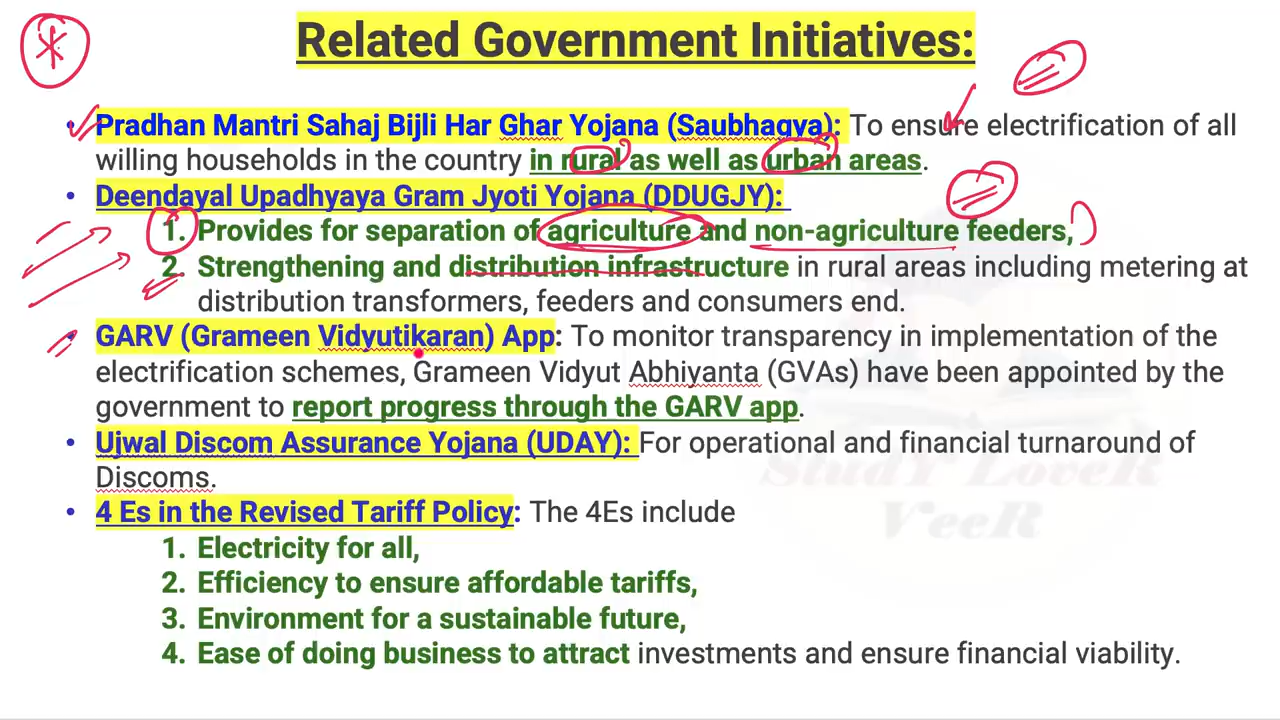 Related Government Initiatives:
• Pradhan Mantri Sahaj Bijli Har Ghar Yojana (Saubhagya): To ensure electrification of all
willing households in the country in rural as well as urban areas.
• Deendayal Upadhyaya Gram Jyoti Yojana (DDUGJY):
1. Provides for separation of agriculture and non-agriculture feeders,
2. Strengthening and distribution infrastructure in rural areas including metering at
distribution transformers, feeders and consumers end.
• GARV (Grameen Vidyutikaran) App: To monitor transparency in implementation of the
electrification schemes, Grameen Vidyut Abhiyanta (GVAs) have been appointed by the
government to report progress through the GARV app.
• Ujwal Discom Assurance Yojana (UDAY): For operational and financial turnaround of
Discoms.
StudY LoveR
VeeR
• 4 Es in the Revised Tariff Policy: The 4Es include
1. Electricity for all,
2. Efficiency to ensure affordable tariffs,
3. Environment for a sustainable future,
4. Ease of doing business to attract investments and ensure financial viability.